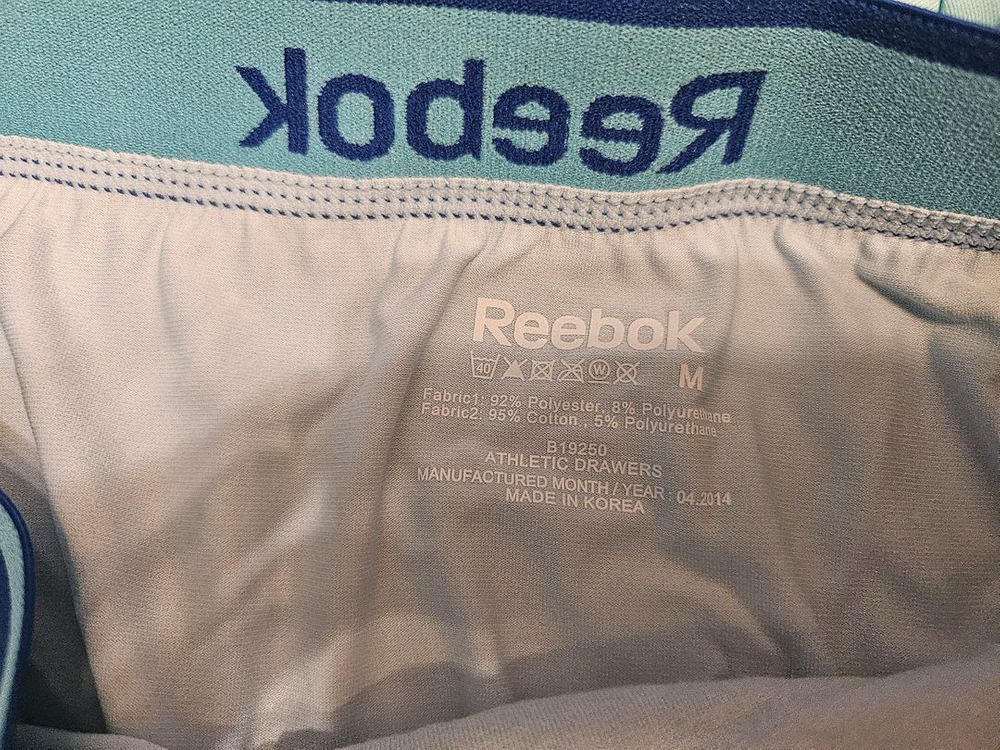 Reebok
Reebok
40 W M
Fabric1: 92% Polyester, 8% Polyurethane
Fabric2: 95% Cotton , 5% Polyurethane
B19250
ATHLETIC DRAWERS
MANUFACTURED MONTH / YEAR : 04.2014
MADE IN KOREA